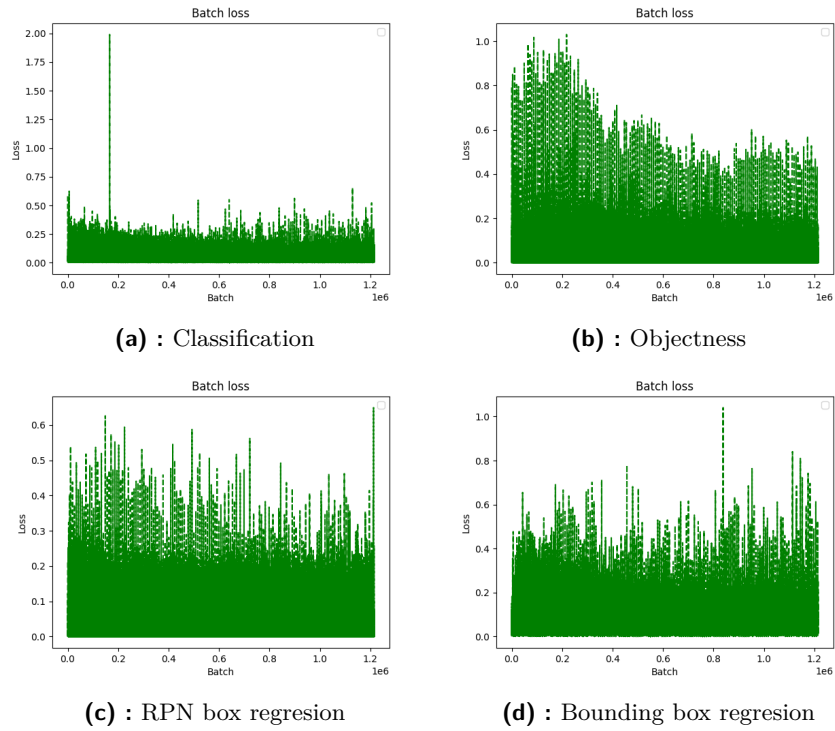 Batch loss
Loss
2.00
1.75
1.50
1.25
1.00
0.75
0.50
0.25
0.00
0.0 0.2 0.4 0.6 0.8 1.0 1.2
Batch
1e6
(a) : Classification
Batch loss
Loss
1.0
0.8
0.6
0.4
0.2
0.0
0.0 0.2 0.4 0.6 0.8 1.0 1.2
Batch
1e6
(b) : Objectness
Batch loss
Loss
0.6
0.5
0.4
0.3
0.2
0.1
0.0
0.0 0.2 0.4 0.6 0.8 1.0 1.2
Batch
1e6
(c) : RPN box regresion
Batch loss
Loss
1.0
0.8
0.6
0.4
0.2
0.0
0.0 0.2 0.4 0.6 0.8 1.0 1.2
Batch
1e6
(d) : Bounding box regresion